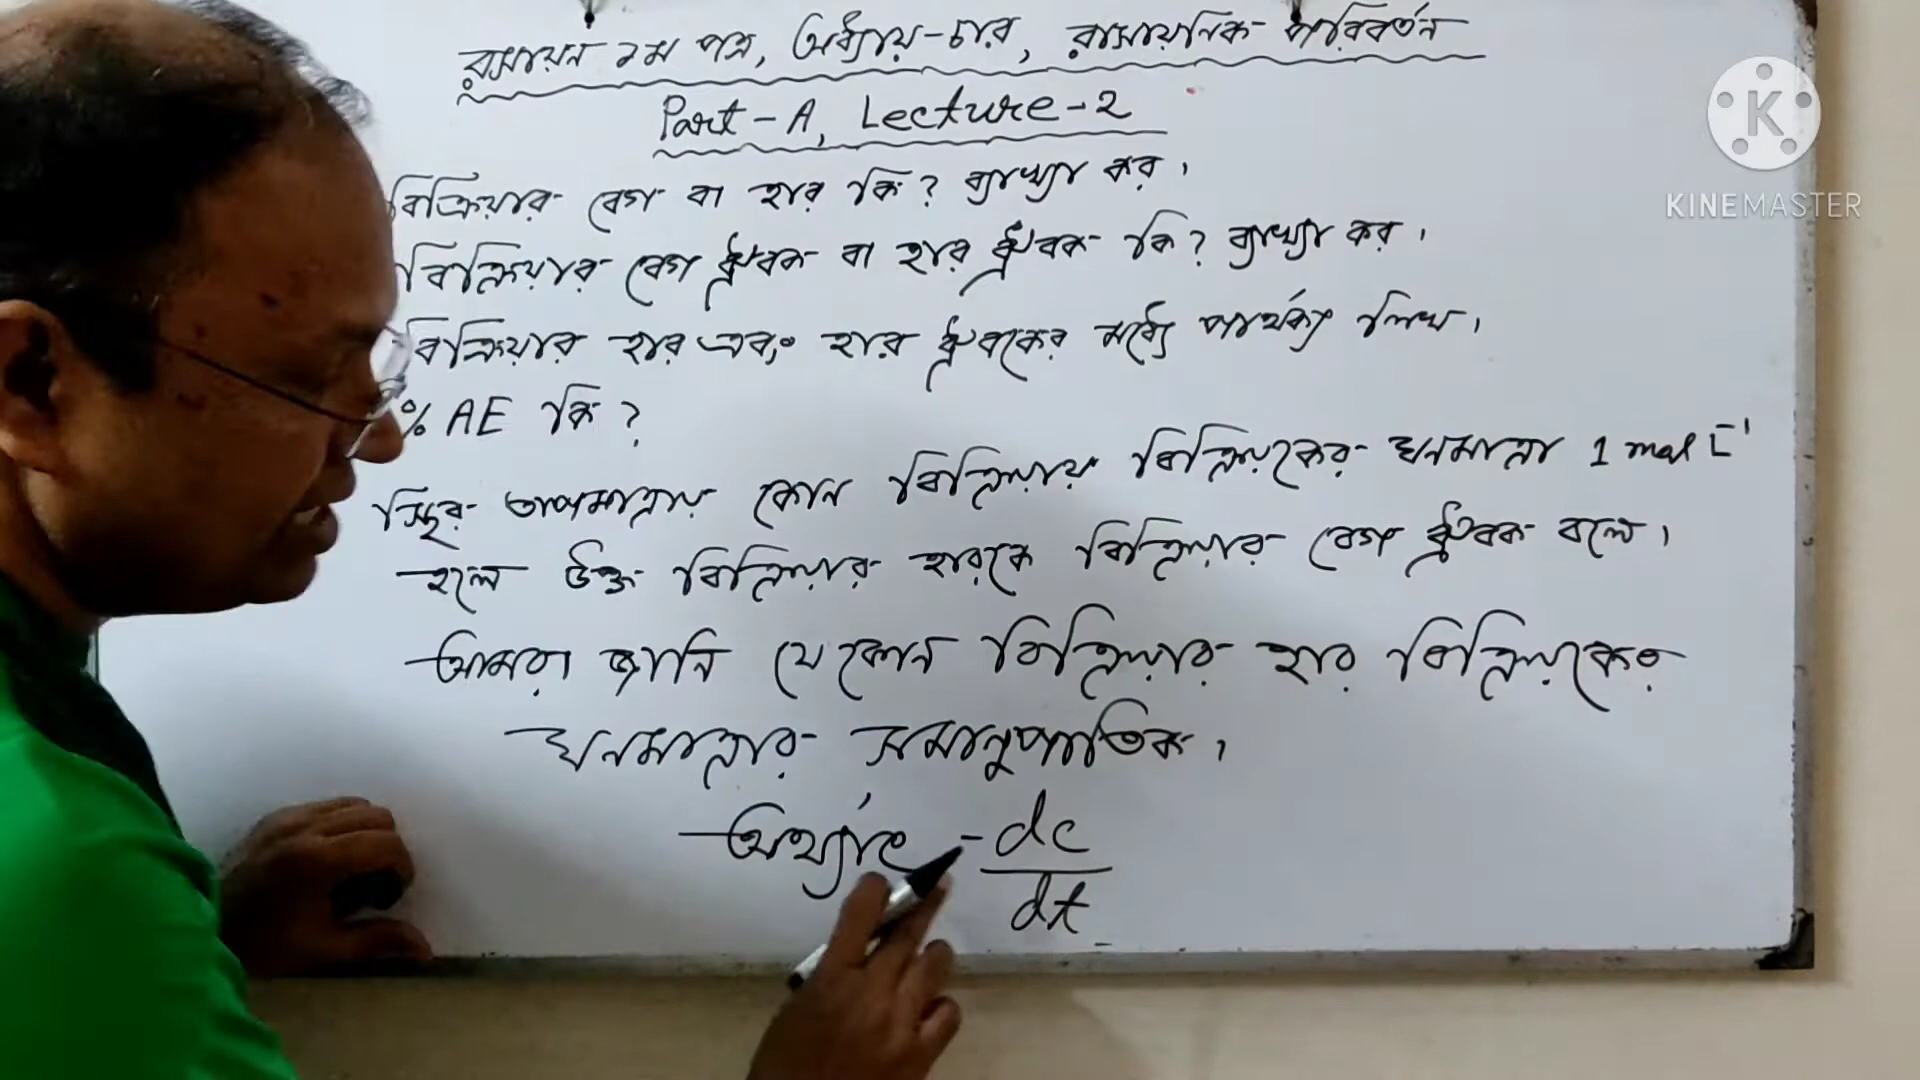 রসায়ন ১ম পত্র, অধ্যায়-চার, রাসায়নিক পরিবর্তন
Part-A, Lecture-2
বিক্রিয়ার বেগ বা হার কি? ব্যাখ্যা কর।
বিক্রিয়ার বেগ ধ্রুবক বা হার ধ্রুবক কি? ব্যাখ্যা কর।
বিক্রিয়ার হার এবং হার ধ্রুবকের মধ্যে পার্থক্য লিখ।
% AE কি?
স্থির তাপমাত্রায় কোন বিক্রিয়ায় বিক্রিয়কের ঘনমাত্রা 1 mol L⁻¹
হলে উক্ত বিক্রিয়ার হারকে বিক্রিয়ার বেগ ধ্রুবক বলে।
আমরা জানি যে কোন বিক্রিয়ার হার বিক্রিয়কের
ঘনমাত্রার সমানুপাতিক।
অর্থ্যাৎ -dc/dt
K
KINEMASTER